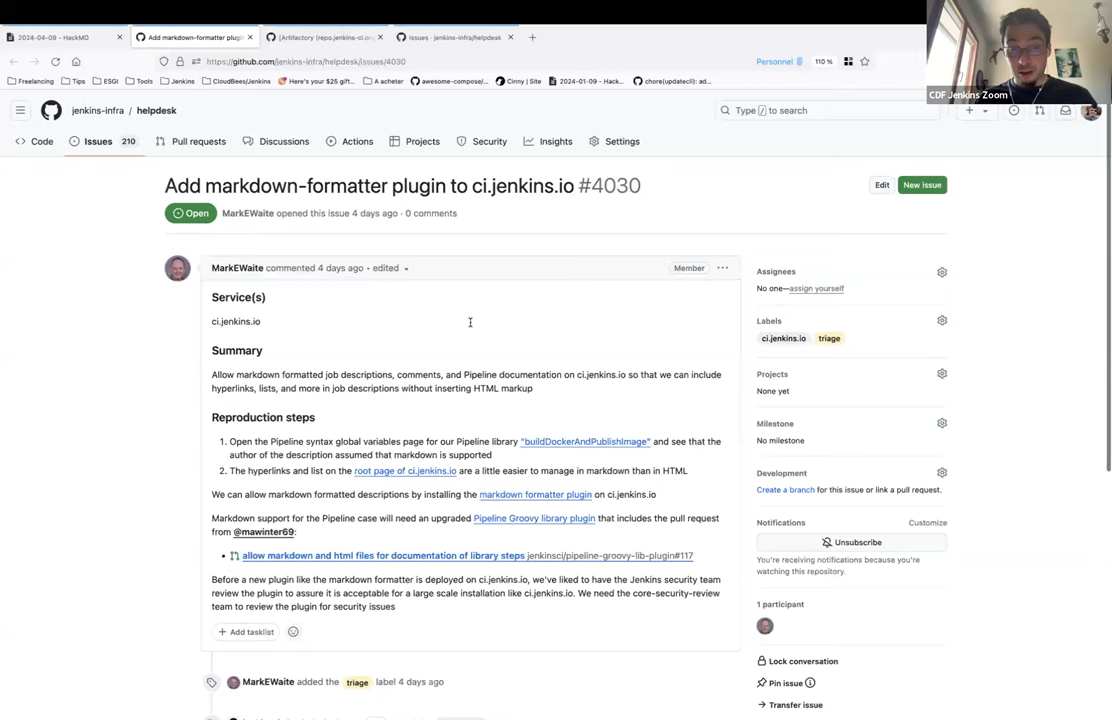 2024-04-09 - HackMD
Add markdown-formatter plugin
[Artifactory (repo.jenkins-ci.or
Issues · jenkins-infra/helpdesk
https://github.com/jenkins-infra/helpdesk/issues/4030
Personnel
110 %
Freelancing
Tips
ESGI
Tools
Jenkins
CloudBees/Jenkins
Here's your $25 gift...
A acheter
awesome-compose/...
Cinny | Site
2024-01-09 - Hack...
chore(updatecli): ad...
CDF Jenkins Zoom
jenkins-infra / helpdesk
Type / to search
Code
Issues 210
Pull requests
Discussions
Actions
Projects
Security
Insights
Settings
Add markdown-formatter plugin to ci.jenkins.io #4030
Edit
New issue
Open
MarkEWaite opened this issue 4 days ago · 0 comments
MarkEWaite commented 4 days ago · edited
Member
Service(s)
ci.jenkins.io
Summary
Allow markdown formatted job descriptions, comments, and Pipeline documentation on ci.jenkins.io so that we can include
hyperlinks, lists, and more in job descriptions without inserting HTML markup
Reproduction steps
1. Open the Pipeline syntax global variables page for our Pipeline library "buildDockerAndPublishImage" and see that the
author of the description assumed that markdown is supported
2. The hyperlinks and list on the root page of ci.jenkins.io are a little easier to manage in markdown than in HTML
We can allow markdown formatted descriptions by installing the markdown formatter plugin on ci.jenkins.io
Markdown support for the Pipeline case will need an upgraded Pipeline Groovy library plugin that includes the pull request
from @mawinter69:
• allow markdown and html files for documentation of library steps jenkinsci/pipeline-groovy-lib-plugin#117
Before a new plugin like the markdown formatter is deployed on ci.jenkins.io, we've liked to have the Jenkins security team
review the plugin to assure it is acceptable for a large scale installation like ci.jenkins.io. We need the core-security-review
team to review the plugin for security issues
Add tasklist
MarkEWaite added the triage label 4 days ago
Assignees
No one—assign yourself
Labels
ci.jenkins.io
triage
Projects
None yet
Milestone
No milestone
Development
Create a branch for this issue or link a pull request.
Notifications
Customize
Unsubscribe
You're receiving notifications because you're
watching this repository.
1 participant
Lock conversation
Pin issue
Transfer issue